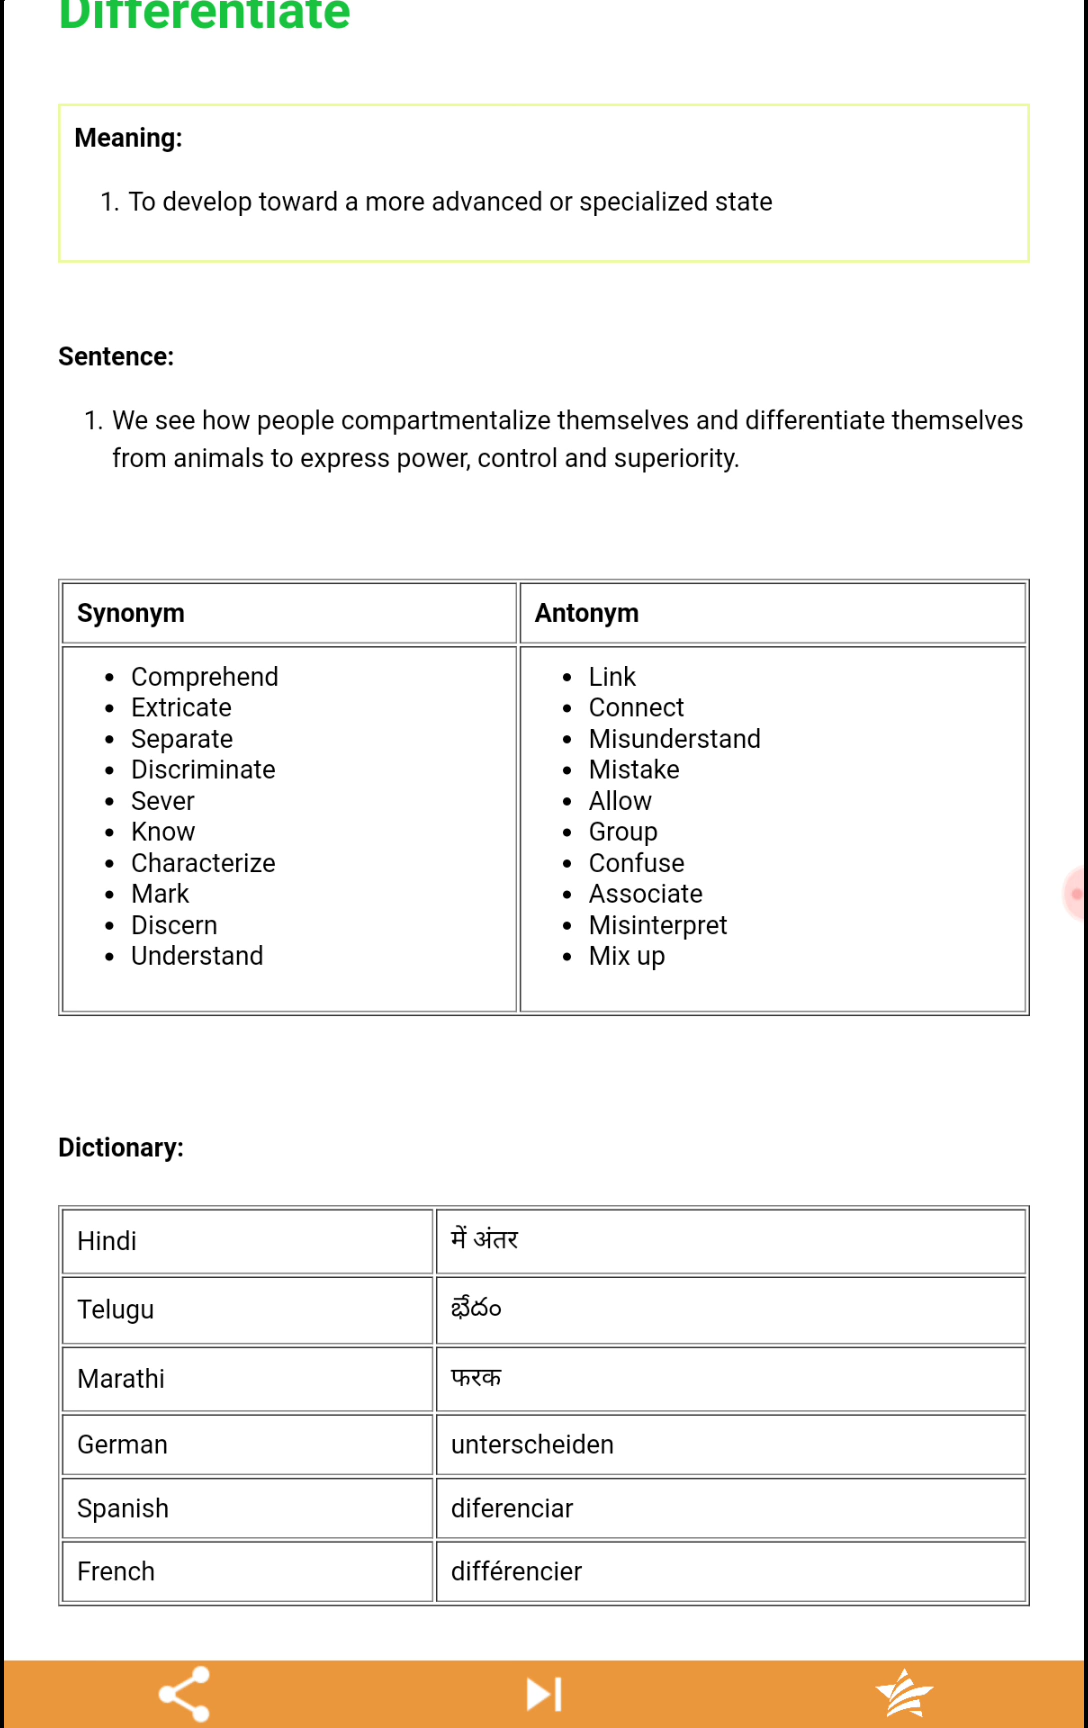 Differentiate
Meaning:
1. To develop toward a more advanced or specialized state
Sentence:
1. We see how people compartmentalize themselves and differentiate themselves
from animals to express power, control and superiority.
Synonym
Antonym
• Comprehend
• Extricate
• Separate
• Discriminate
• Sever
• Know
• Characterize
• Mark
• Discern
• Understand
• Link
• Connect
• Misunderstand
• Mistake
• Allow
• Group
• Confuse
• Associate
• Misinterpret
• Mix up
Dictionary:
Hindi में अंतर
Telugu భేదం
Marathi फरक
German unterscheiden
Spanish diferenciar
French différencier